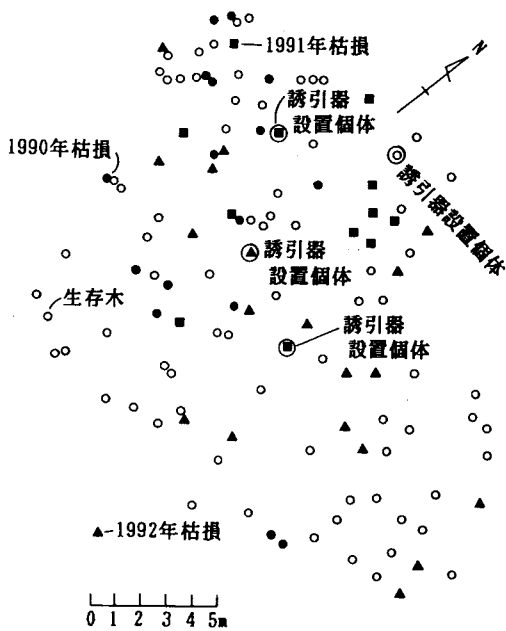 1991年枯損
N
誘引器
設置個体
1990年枯損
誘引器設置個体
誘引器
設置個体
生存木
誘引器
設置個体
1992年枯損
0 1 2 3 4 5m